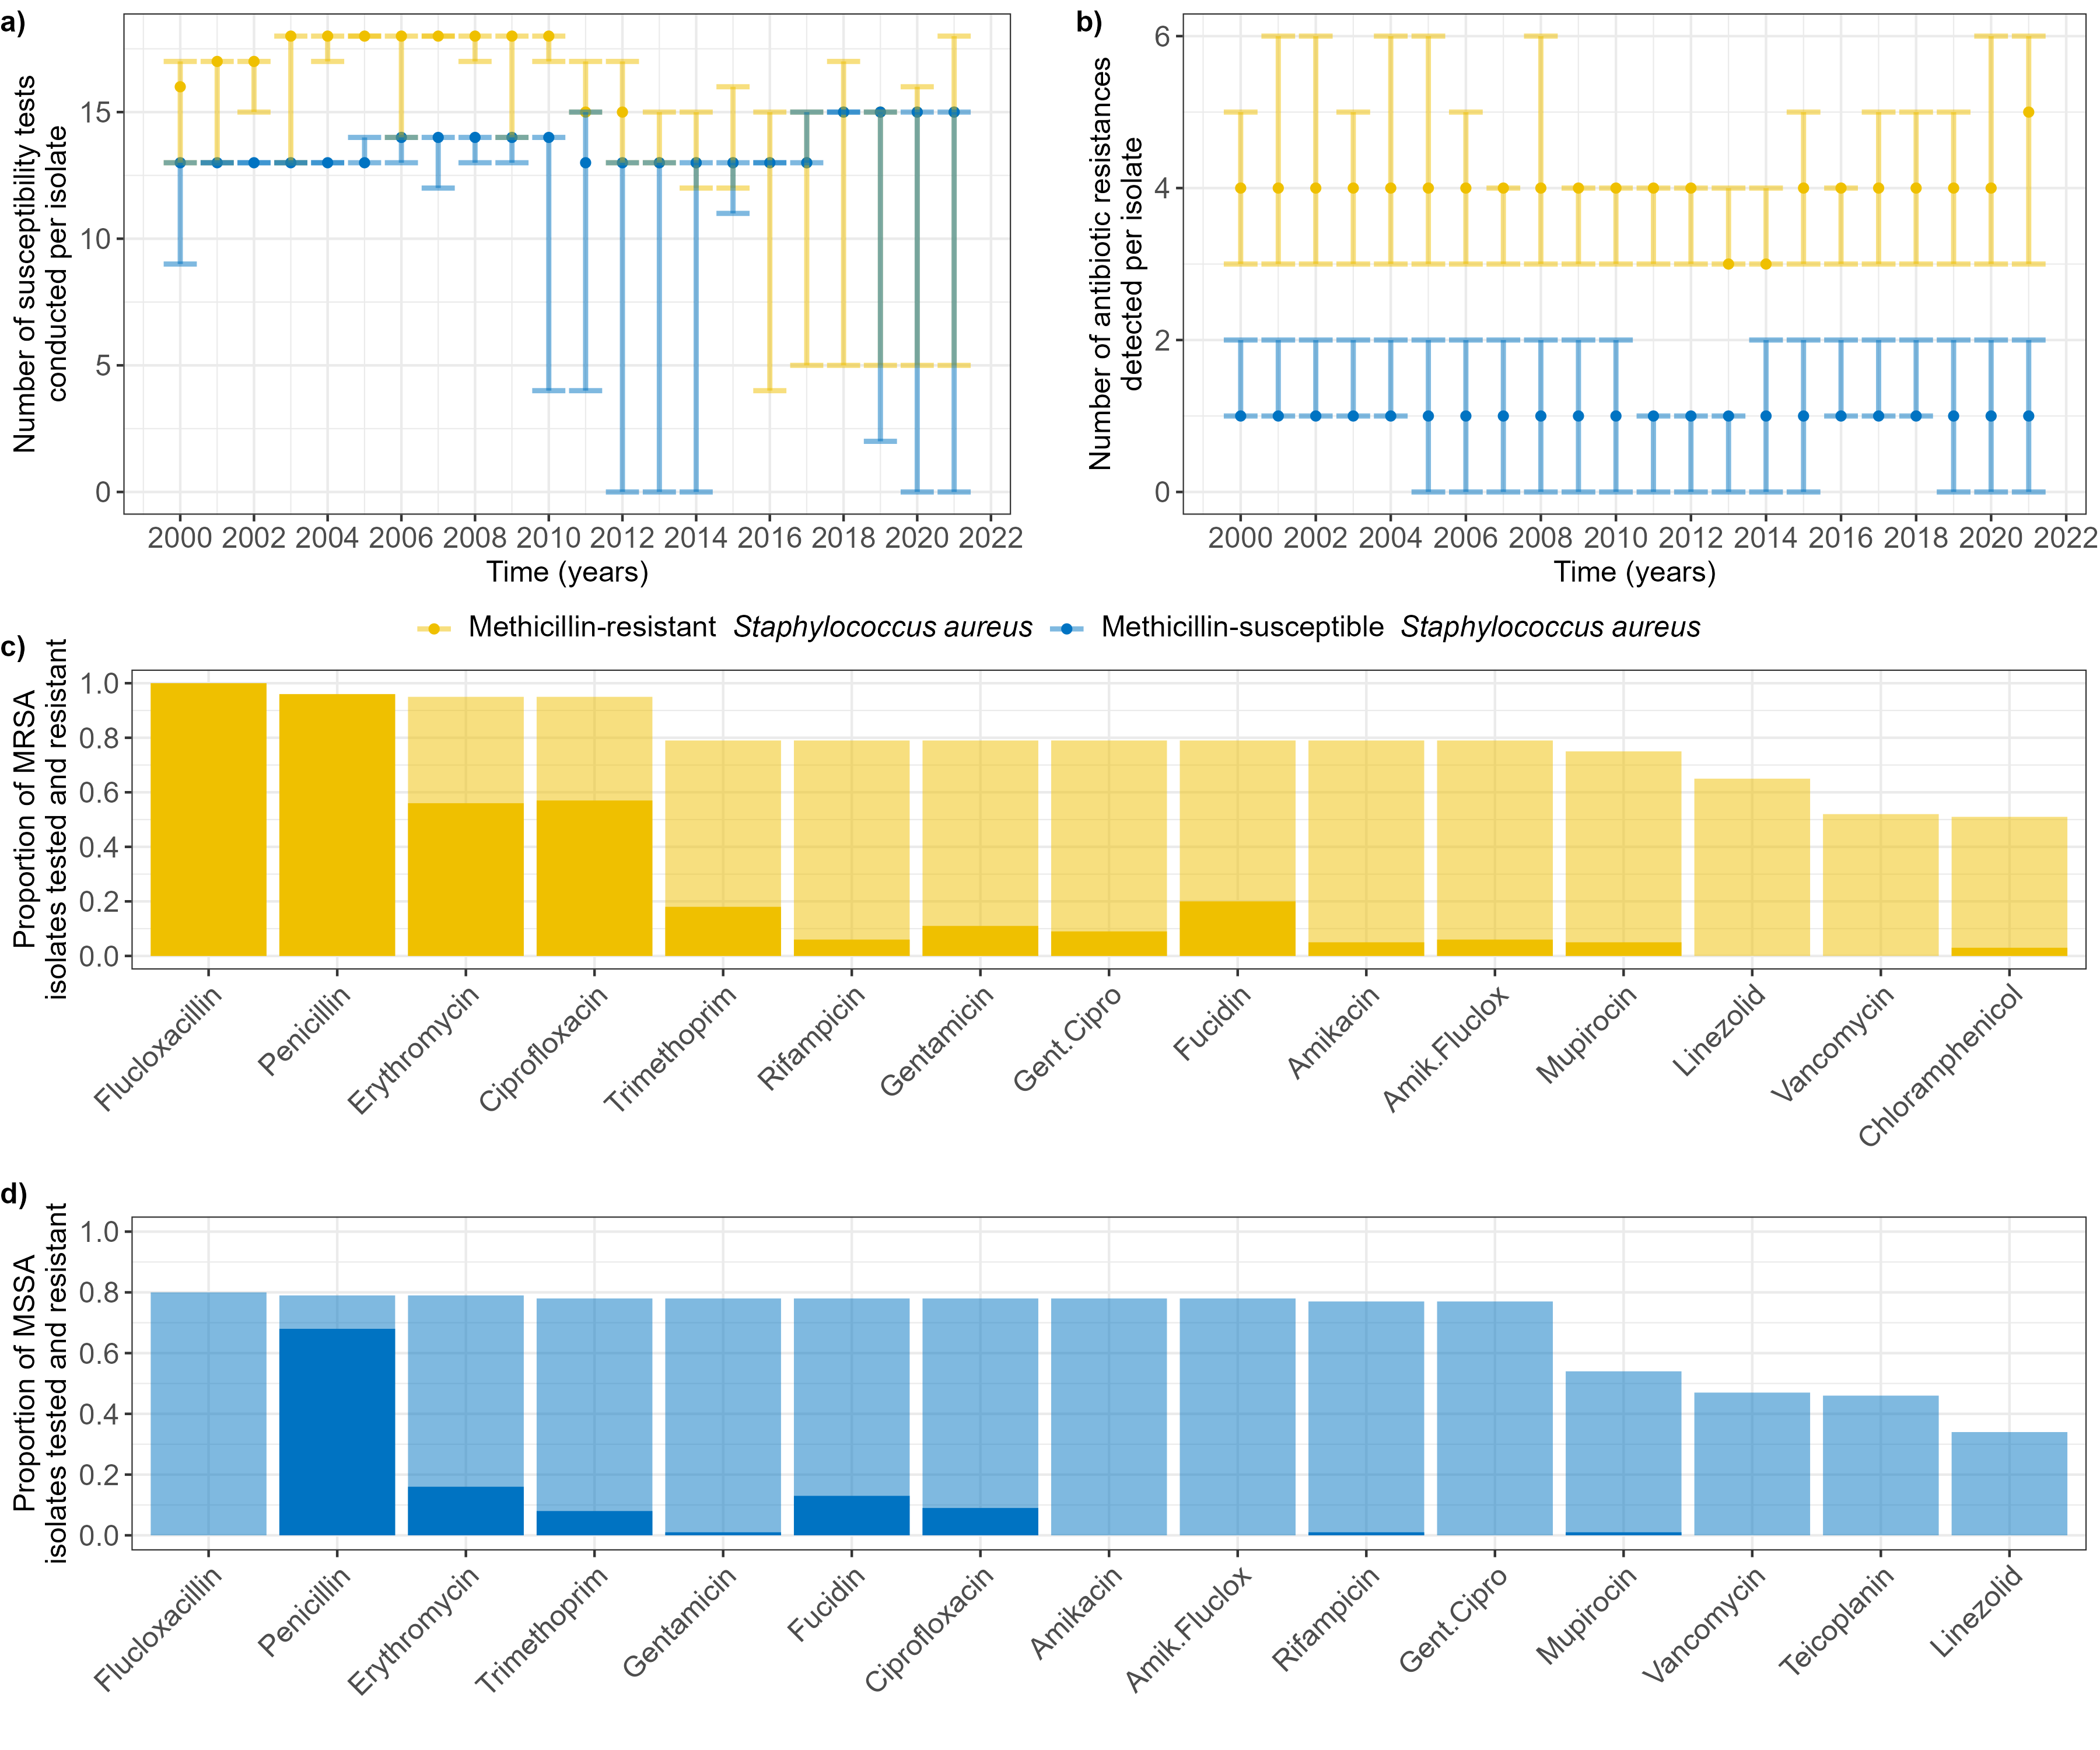 a)
Number of susceptibility tests
conducted per isolate
15
10
5
0
2000 2002 2004 2006 2008 2010 2012 2014 2016 2018 2020 2022
Time (years)
b)
Number of antibiotic resistances
detected per isolate
6
4
2
0
2000 2002 2004 2006 2008 2010 2012 2014 2016 2018 2020 2022
Time (years)
Methicillin-resistant Staphylococcus aureus Methicillin-susceptible Staphylococcus aureus
c)
Proportion of MRSA
isolates tested and resistant
1.0
0.8
0.6
0.4
0.2
0.0
Flucloxacillin
Penicillin
Erythromycin
Ciprofloxacin
Trimethoprim
Rifampicin
Gentamicin
Gent.Cipro
Fucidin
Amikacin
Amik.Fluclox
Mupirocin
Linezolid
Vancomycin
Chloramphenicol
d)
Proportion of MSSA
isolates tested and resistant
1.0
0.8
0.6
0.4
0.2
0.0
Flucloxacillin
Penicillin
Erythromycin
Trimethoprim
Gentamicin
Fucidin
Ciprofloxacin
Amikacin
Amik.Fluclox
Rifampicin
Gent.Cipro
Mupirocin
Vancomycin
Teicoplanin
Linezolid